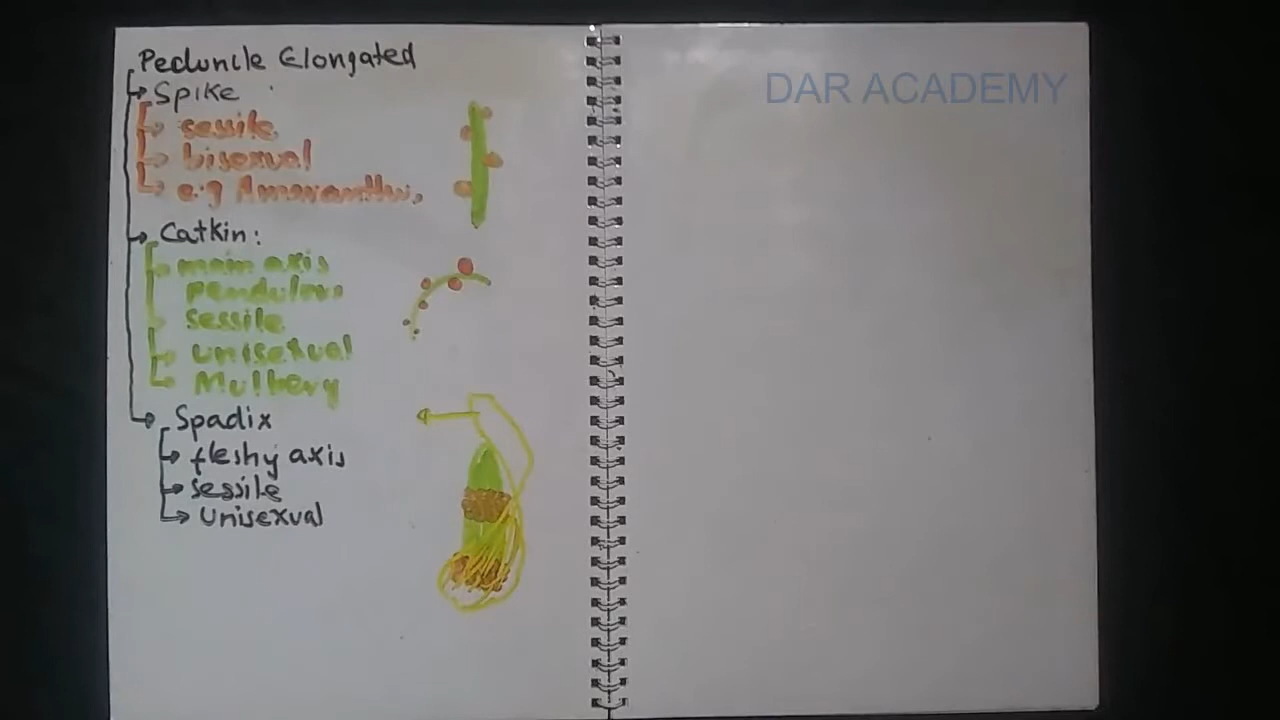 Peduncle Elongated
Spike
sessile
bisexual
e.g Amaranthus
Catkin:
main axis
pendulous
sessile
unisexual
Mulbery
Spadix
fleshy axis
sessile
unisexual
DAR ACADEMY